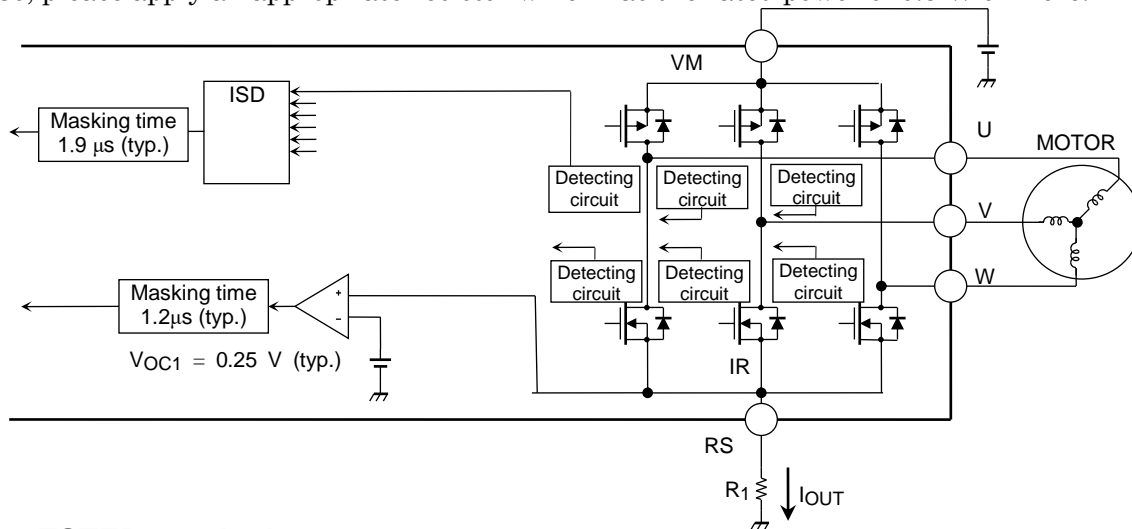 VM
ISD
Masking time
1.9 μs (typ.)
U
MOTOR
Detecting
circuit
Detecting
circuit
Detecting
circuit
V
Detecting
circuit
Detecting
circuit
Detecting
circuit
W
Masking time
1.2μs (typ.)
+
−
VOC1 = 0.25 V (typ.)
IR
RS
R1
IOUT